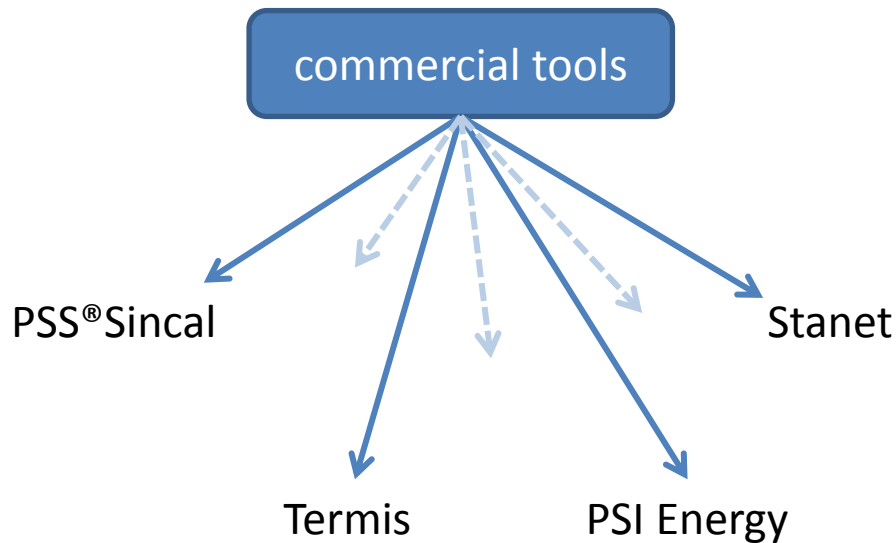 commercial tools
PSS®Sincal
Stanet
Termis
PSI Energy